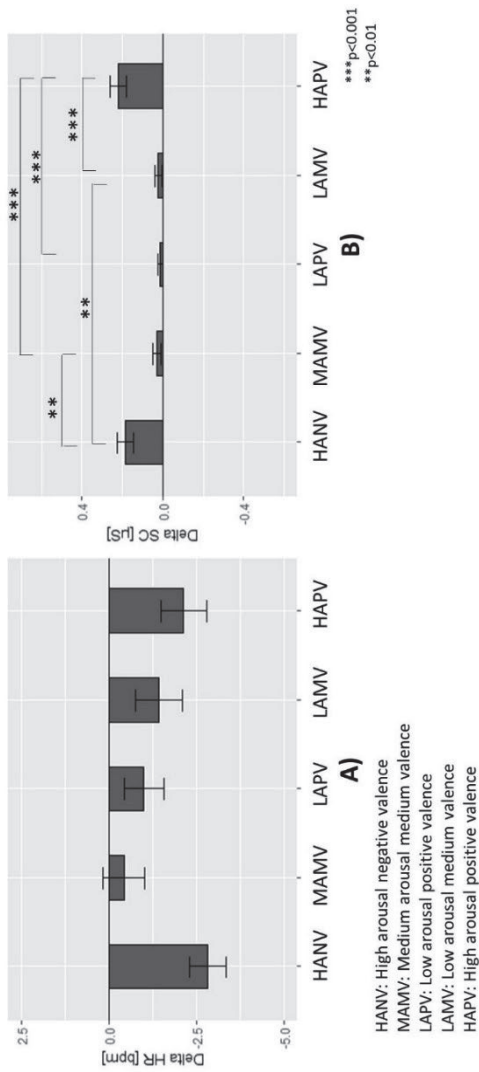 Delta HR [bpm]
2.5
0.0
-2.5
-5.0
HANV MAMV LAPV LAMV HAPV
A)
Delta SC [µS]
0.4
0.0
-0.4
***
***
***
**
**
HANV MAMV LAPV LAMV HAPV
B)
HANV: High arousal negative valence
MAMV: Medium arousal medium valence
LAPV: Low arousal positive valence
LAMV: Low arousal medium valence
HAPV: High arousal positive valence
***p<0.001
**p<0.01